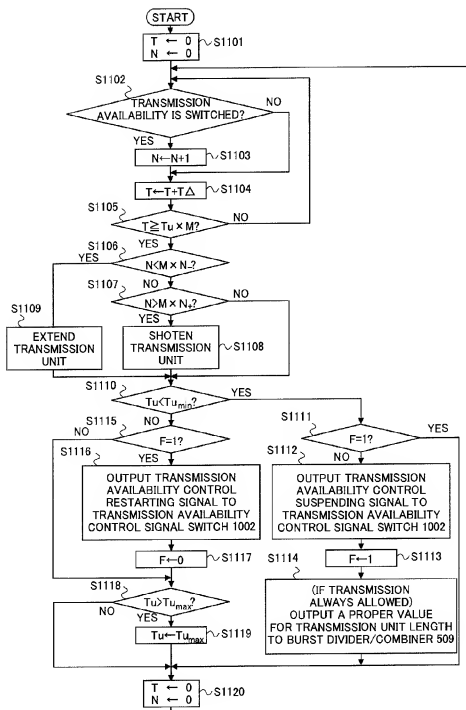 START
T ← 0
N ← 0
S1101
S1102
TRANSMISSION
AVAILABILITY IS SWITCHED?
NO
YES
N←N+1
S1103
T←T+T△
S1104
S1105
T≧Tu×M?
NO
YES
S1106
YES
N<M×N₋?
NO
S1107
N>M×N₊?
NO
YES
S1109
EXTEND
TRANSMISSION
UNIT
SHOTEN
TRANSMISSION
UNIT
S1108
S1110
Tu<Tumin?
YES
NO
S1115
NO
F=1?
YES
S1116
OUTPUT TRANSMISSION
AVAILABILITY CONTROL
RESTARTING SIGNAL TO
TRANSMISSION AVAILABILITY
CONTROL SIGNAL SWITCH 1002
F←0
S1117
S1111
F=1?
YES
NO
S1112
OUTPUT TRANSMISSION
AVAILABILITY CONTROL
SUSPENDING SIGNAL TO
TRANSMISSION AVAILABILITY
CONTROL SIGNAL SWITCH 1002
F←1
S1113
S1114
(IF TRANSMISSION
ALWAYS ALLOWED)
OUTPUT A PROPER VALUE
FOR TRANSMISSION UNIT LENGTH
TO BURST DIVIDER/COMBINER 509
S1118
Tu>Tumax?
NO
YES
Tu←Tumax
S1119
T ← 0
N ← 0
S1120